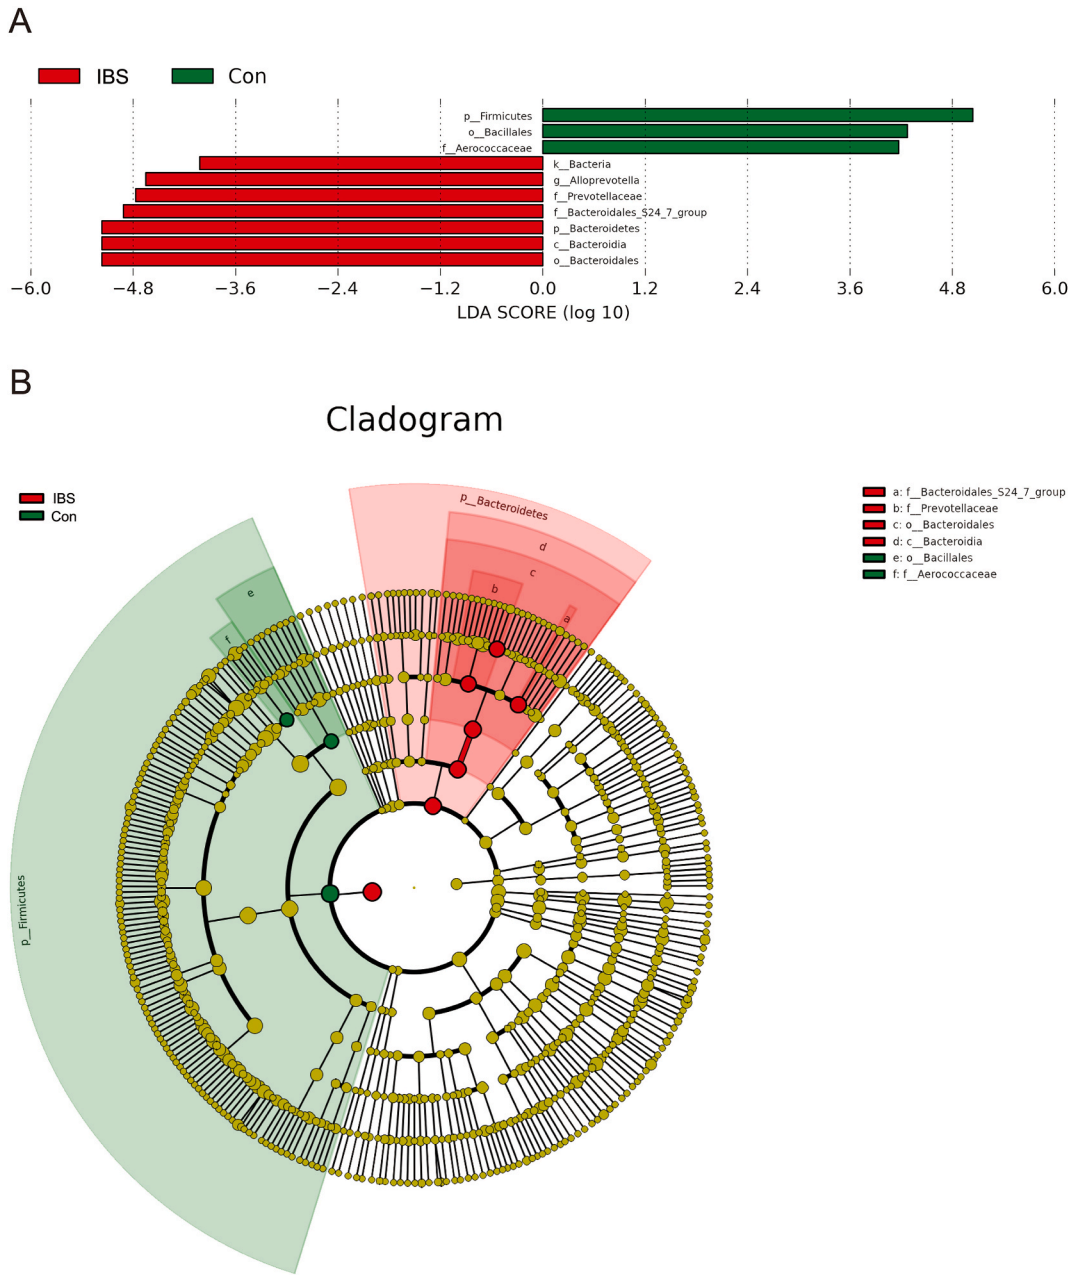 A
IBS
Con
p__Firmicutes
o__Bacillales
f__Aerococcaceae
k__Bacteria
g__Alloprevotella
f__Prevotellaceae
f__Bacteroidales_S24_7_group
p__Bacteroidetes
c__Bacteroidia
o__Bacteroidales
−6.0 −4.8 −3.6 −2.4 −1.2 0.0 1.2 2.4 3.6 4.8 6.0
LDA SCORE (log 10)
B
Cladogram
IBS
Con
a: f__Bacteroidales_S24_7_group
b: f__Prevotellaceae
c: o__Bacteroidales
d: c__Bacteroidia
e: o__Bacillales
f: f__Aerococcaceae
p__Bacteroidetes
d
c
b
a
e
f
p__Firmicutes